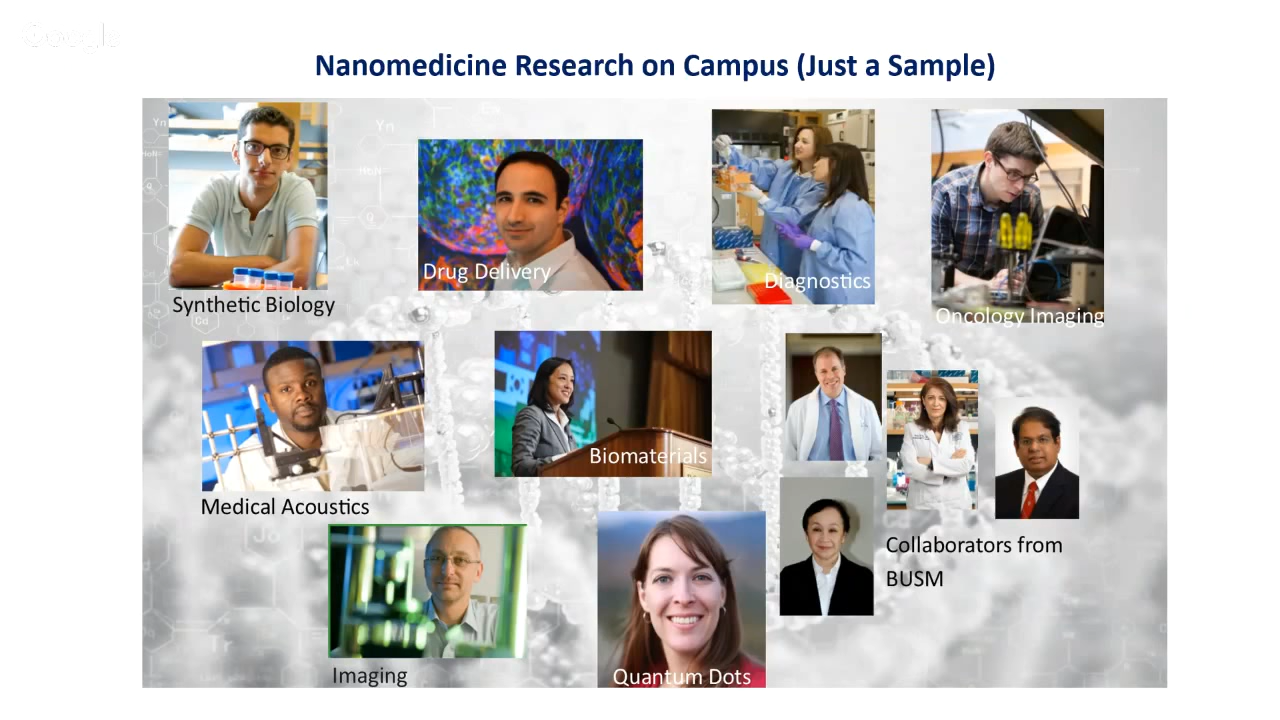 Google
Nanomedicine Research on Campus (Just a Sample)
Synthetic Biology
Drug Delivery
Diagnostics
Oncology Imaging
Medical Acoustics
Biomaterials
Collaborators from
BUSM
Imaging
Quantum Dots